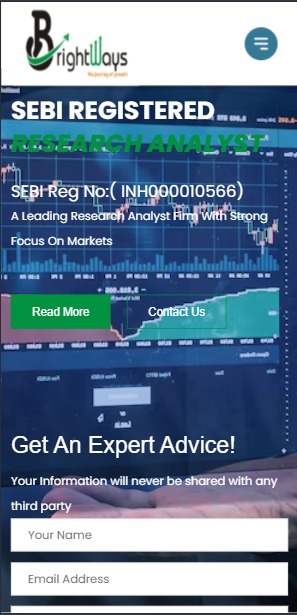 BrightWays
the journey of growth
SEBI REGISTERED
RESEARCH ANALYST
SEBI Reg No:( INH000010566)
A Leading Research Analyst Firm With Strong
Focus On Markets
Read More
Contact Us
Get An Expert Advice!
Your Information will never be shared with any
third party
Your Name
Email Address